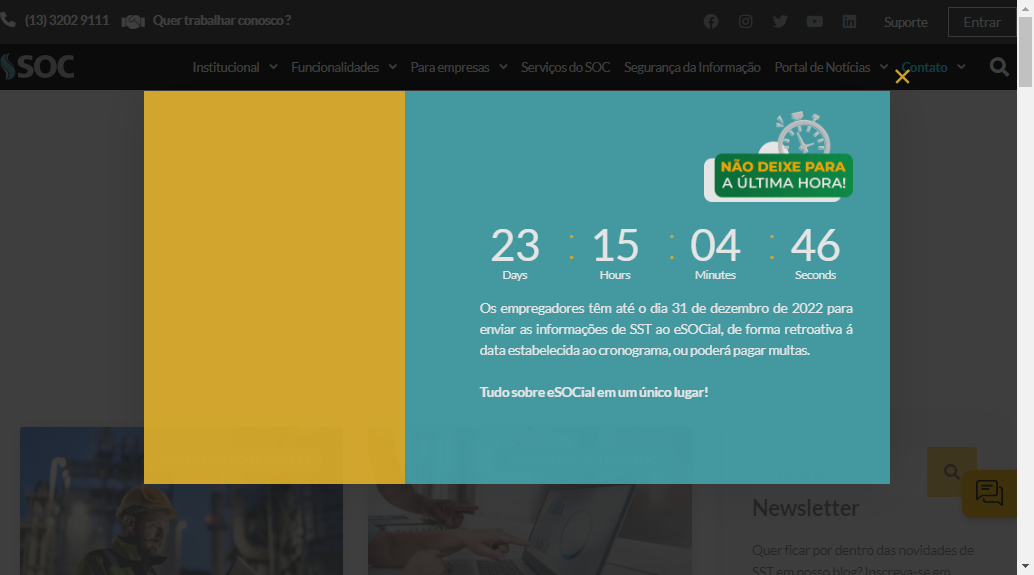 (13) 3202 9111 Quer trabalhar conosco ?
Suporte
Entrar
SOC
Institucional Funcionalidades Para empresas Serviços do SOC Segurança da Informação Portal de Notícias Contato
NÃO DEIXE PARA
A ÚLTIMA HORA!
23 : 15 : 04 : 46
Days Hours Minutes Seconds
Os empregadores têm até o dia 31 de dezembro de 2022 para
enviar as informações de SST ao eSOCial, de forma retroativa á
data estabelecida ao cronograma, ou poderá pagar multas.
Tudo sobre eSOCial em um único lugar!
Newsletter
Quer ficar por dentro das novidades de
SST em nosso blog? Inscreva-se em